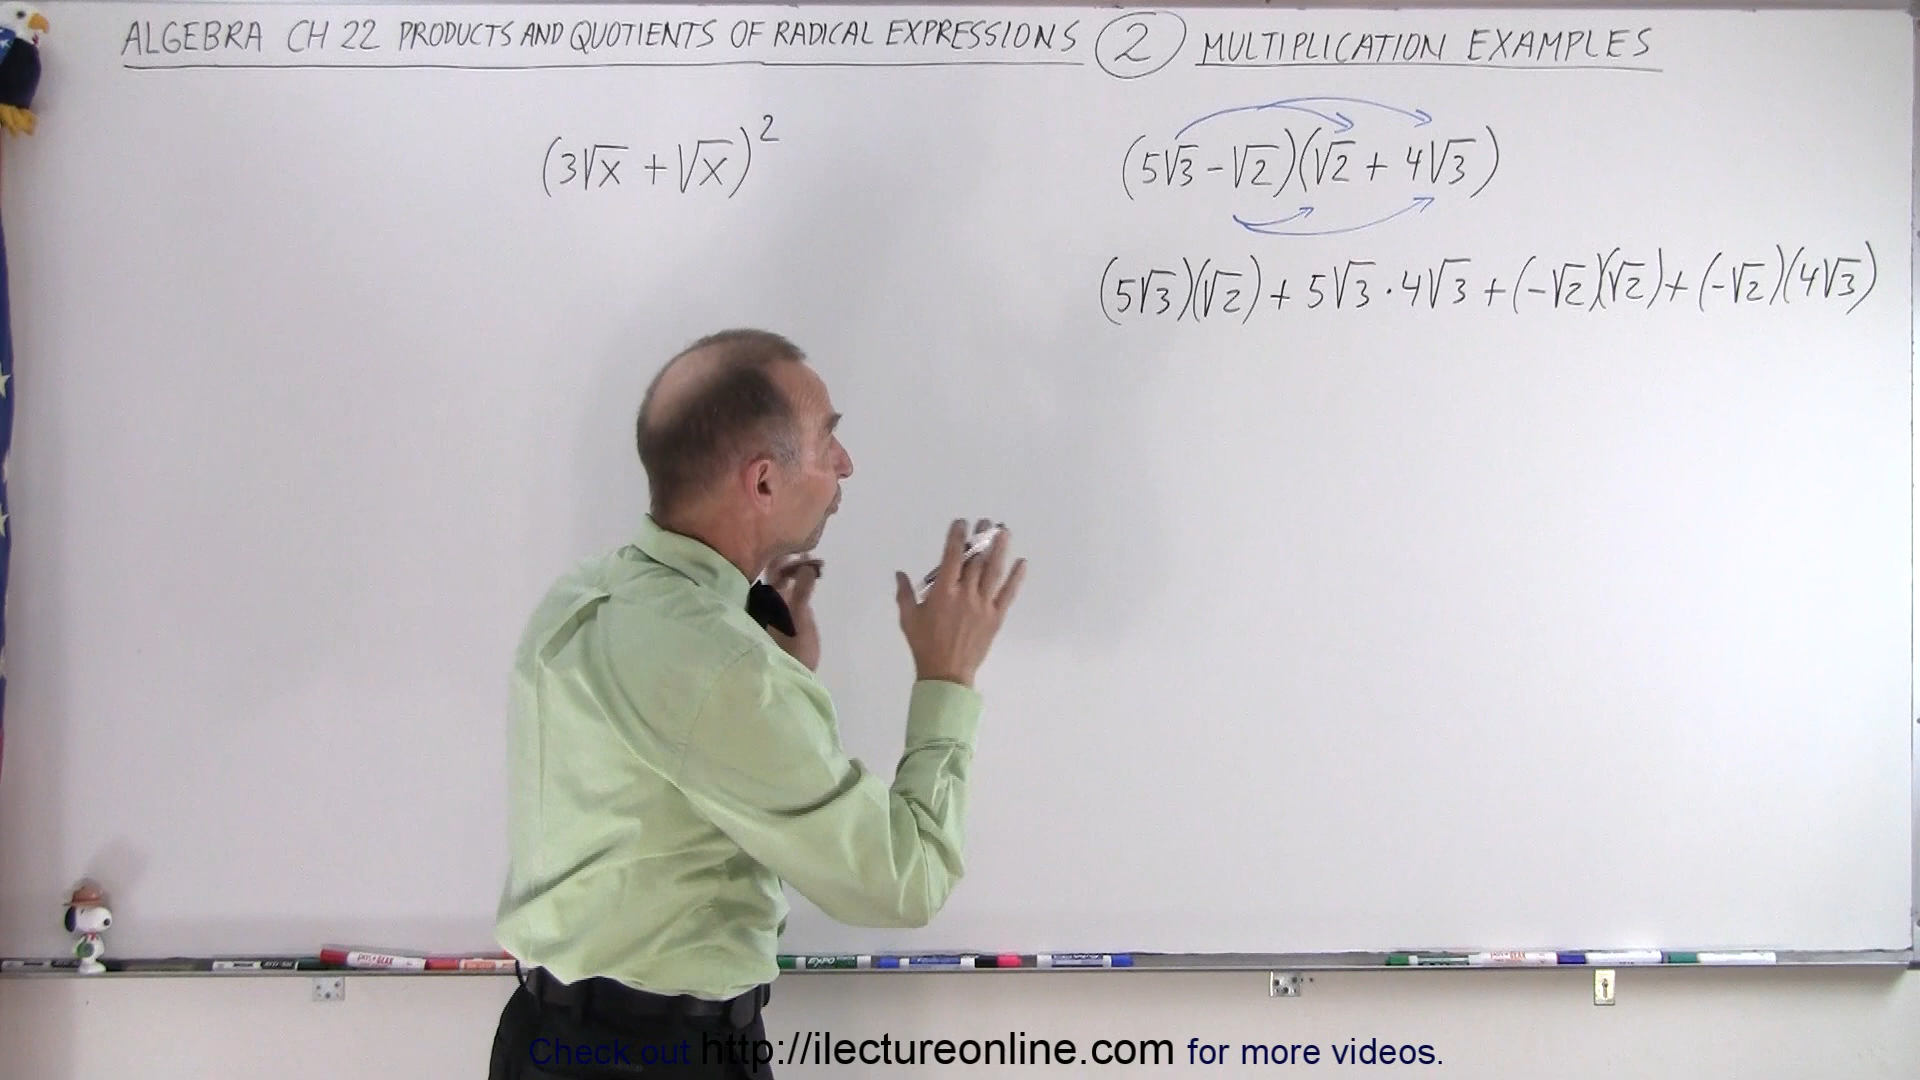 ALGEBRA CH 22 PRODUCTS AND QUOTIENTS OF RADICAL EXPRESSIONS ② MULTIPLICATION EXAMPLES
(3√x + √x)²
(5√3 - √2)(√2 + 4√3)
(5√3)(√2) + 5√3 · 4√3 + (-√2)(√2) + (-√2)(4√3)
EXPO
Check out http://ilectureonline.com for more videos.